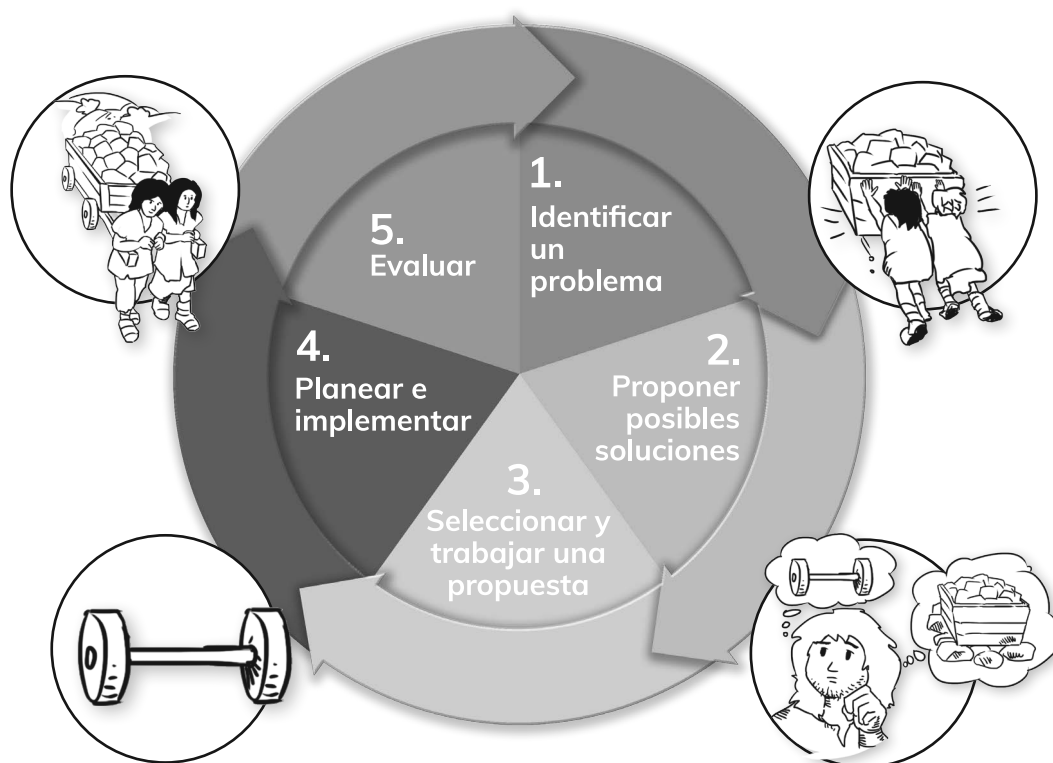 1.
Identificar
un
problema
2.
Proponer
posibles
soluciones
3.
Seleccionar y
trabajar una
propuesta
4.
Planear e
implementar
5.
Evaluar